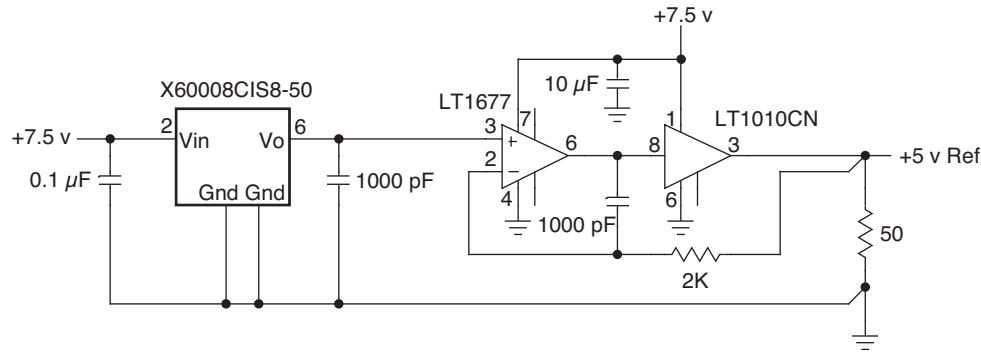 +7.5 v
X60008CIS8-50
10 µF
LT1677
7
1
LT1010CN
+7.5 v
2
Vin
Vo
6
3
+
6
8
3
+5 v Ref
2
−
0.1 µF
1000 pF
Gnd Gnd
4
6
1000 pF
50
2K